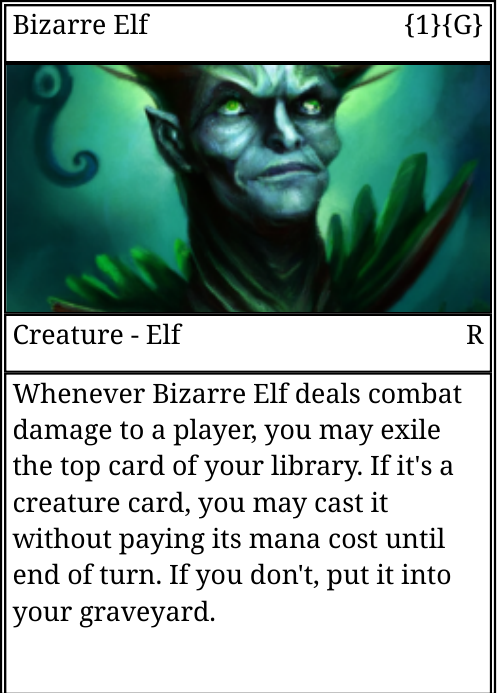 Bizarre Elf {1}{G}
Creature - Elf R
Whenever Bizarre Elf deals combat
damage to a player, you may exile
the top card of your library. If it's a
creature card, you may cast it
without paying its mana cost until
end of turn. If you don't, put it into
your graveyard.